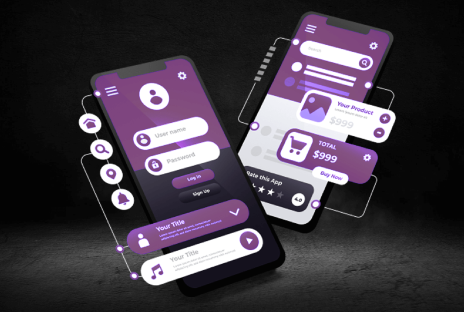 User name
Password
Log in
Sign Up
Your Title
Your Title
Search
Your Product
$999
TOTAL
$999
Buy Now
Rate this App
4.0